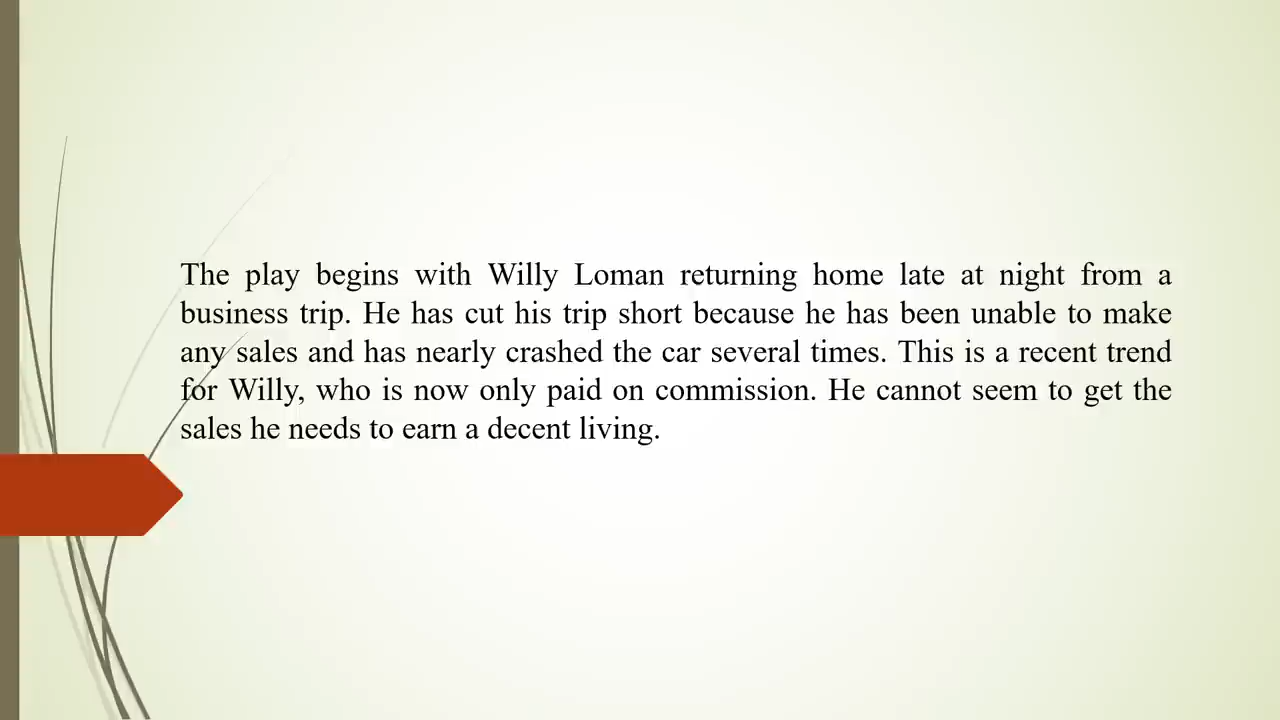 The play begins with Willy Loman returning home late at night from a
business trip. He has cut his trip short because he has been unable to make
any sales and has nearly crashed the car several times. This is a recent trend
for Willy, who is now only paid on commission. He cannot seem to get the
sales he needs to earn a decent living.